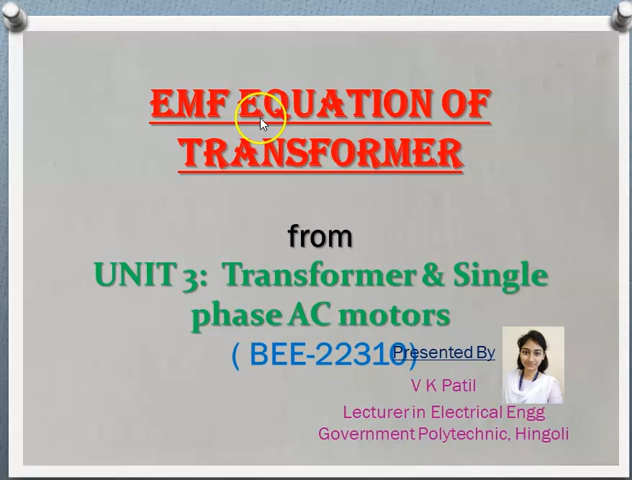 EMF EQUATION OF
TRANSFORMER
from
UNIT 3: Transformer & Single
phase AC motors
( BEE-22310)
Presented By
V K Patil
Lecturer in Electrical Engg
Government Polytechnic, Hingoli